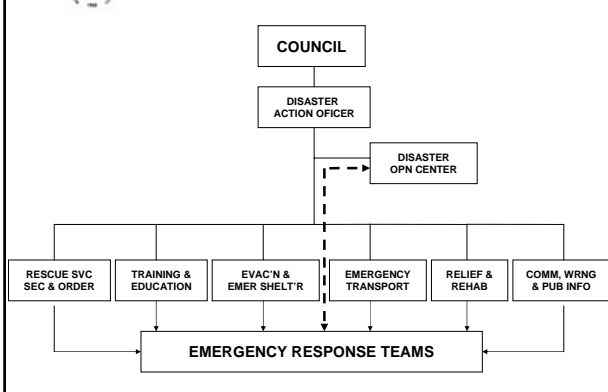 COUNCIL
DISASTER
ACTION OFICER
DISASTER
OPN CENTER
RESCUE SVC
SEC & ORDER
TRAINING &
EDUCATION
EVAC'N &
EMER SHELT'R
EMERGENCY
TRANSPORT
RELIEF &
REHAB
COMM, WRNG
& PUB INFO
EMERGENCY RESPONSE TEAMS